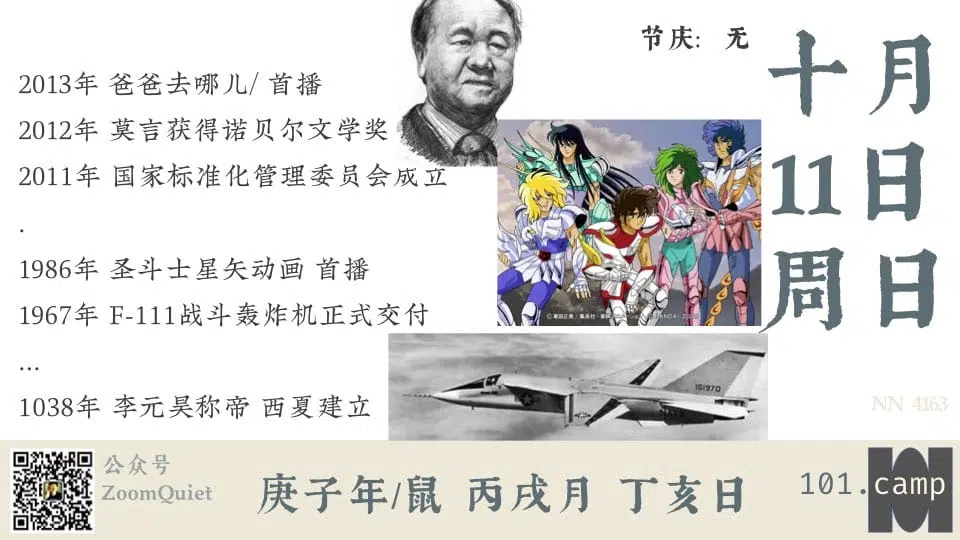 节庆: 无
十月
11日
周日
2013年 爸爸去哪儿/ 首播
2012年 莫言获得诺贝尔文学奖
2011年 国家标准化管理委员会成立
.
1986年 圣斗士星矢动画 首播
1967年 F-111战斗轰炸机正式交付
...
1038年 李元昊称帝 西夏建立
151970
NN 4163
公众号
ZoomQuiet
庚子年/鼠 丙戌月 丁亥日
101.camp